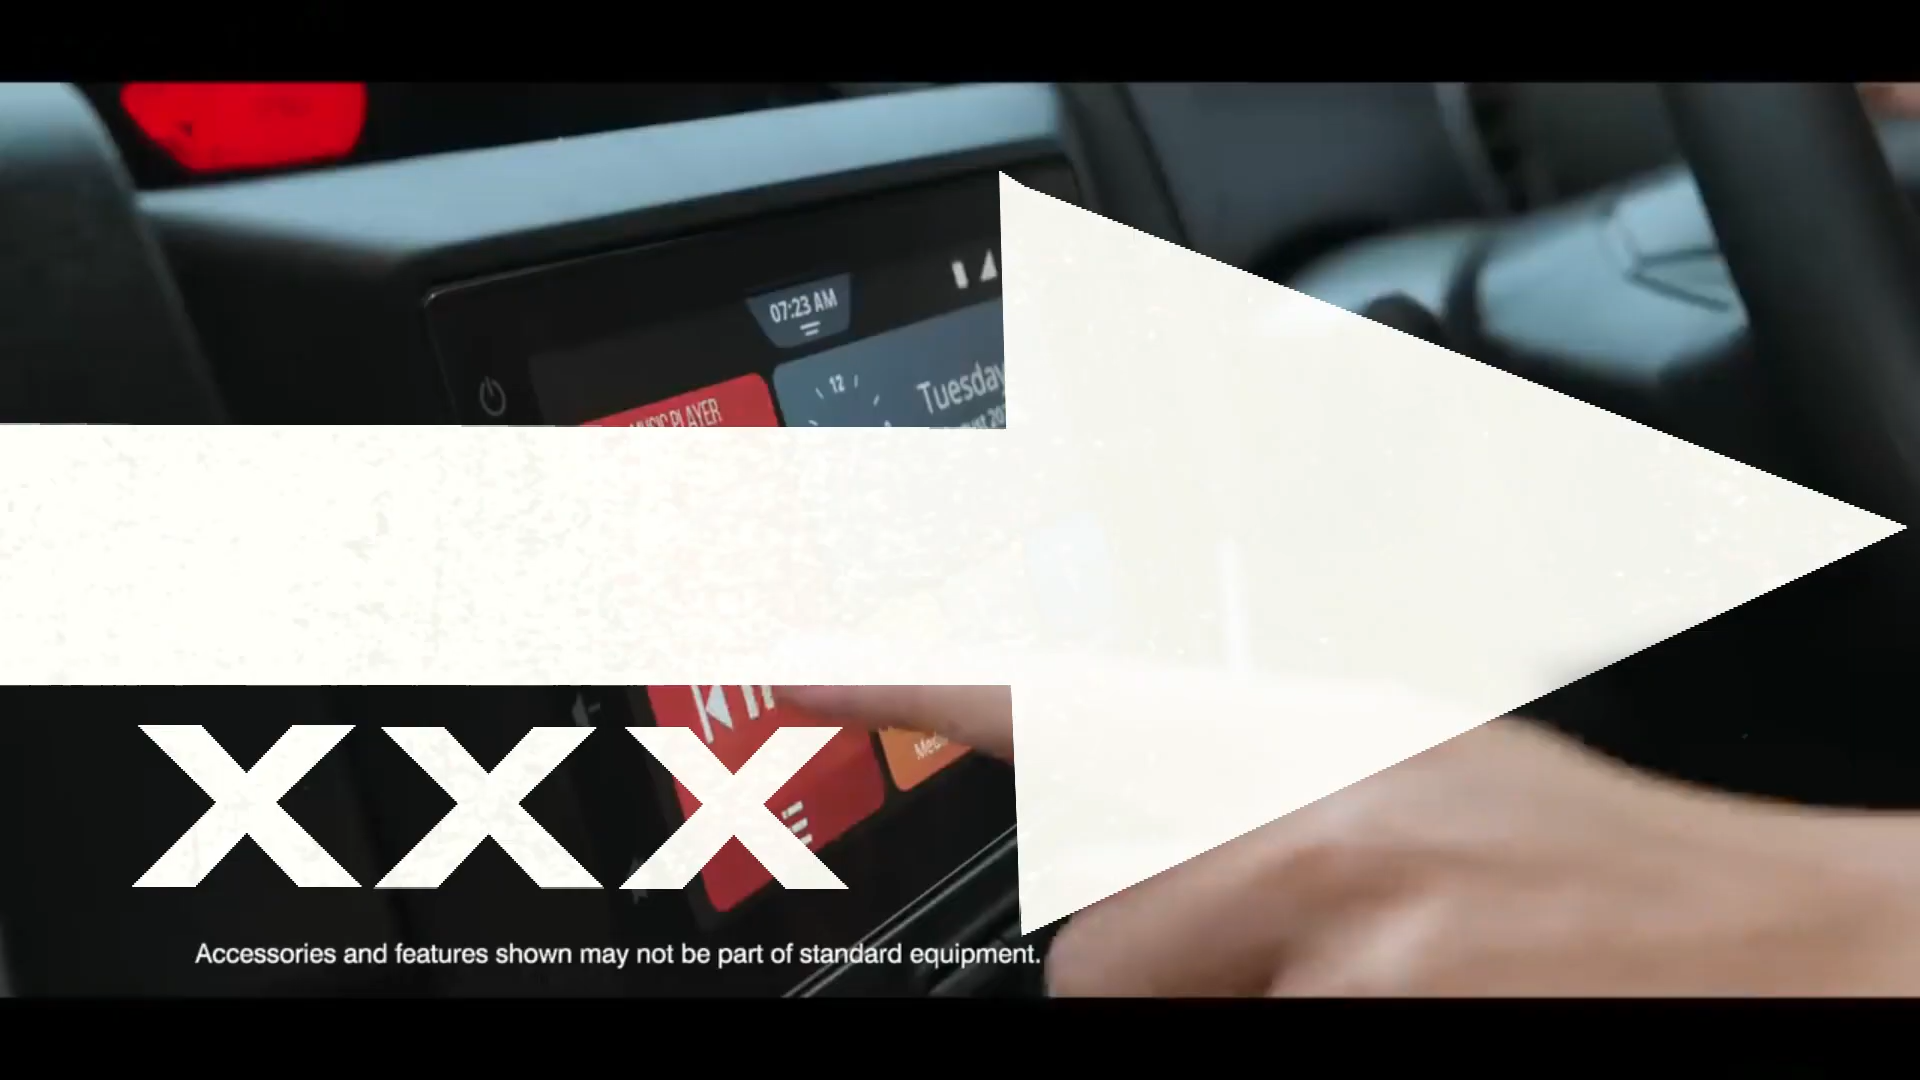 07:23 AM
12
Tuesday
MUSIC PLAYER
XXX
Accessories and features shown may not be part of standard equipment.